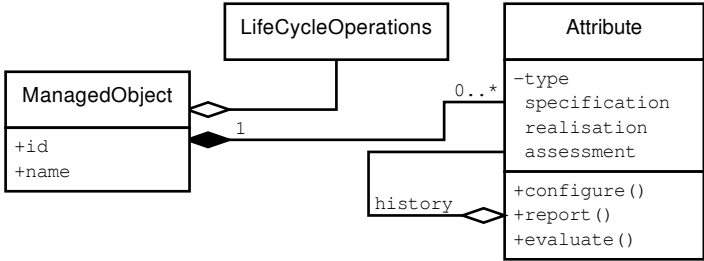 LifeCycleOperations
ManagedObject
+id
+name
1
0..*
history
Attribute
−type
specification
realisation
assessment
+configure()
+report()
+evaluate()